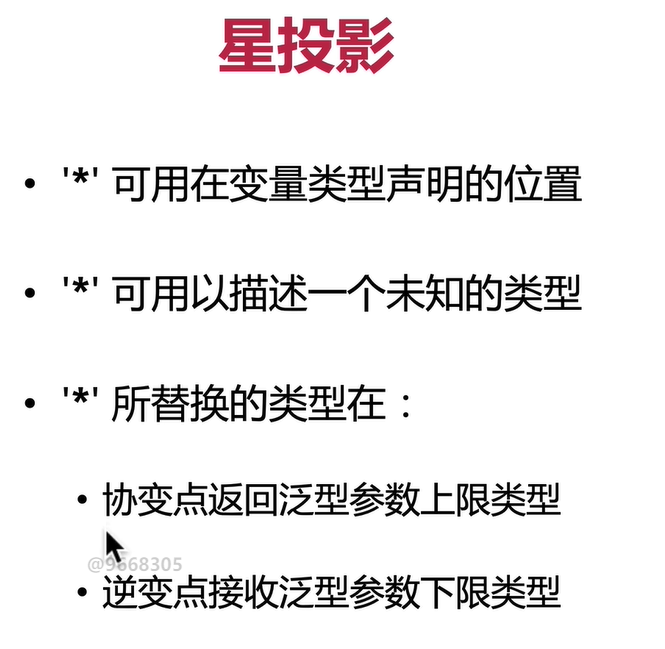 星投影
• '*' 可用在变量类型声明的位置
• '*' 可用以描述一个未知的类型
• '*' 所替换的类型在：
• 协变点返回泛型参数上限类型
@9668305
• 逆变点接收泛型参数下限类型